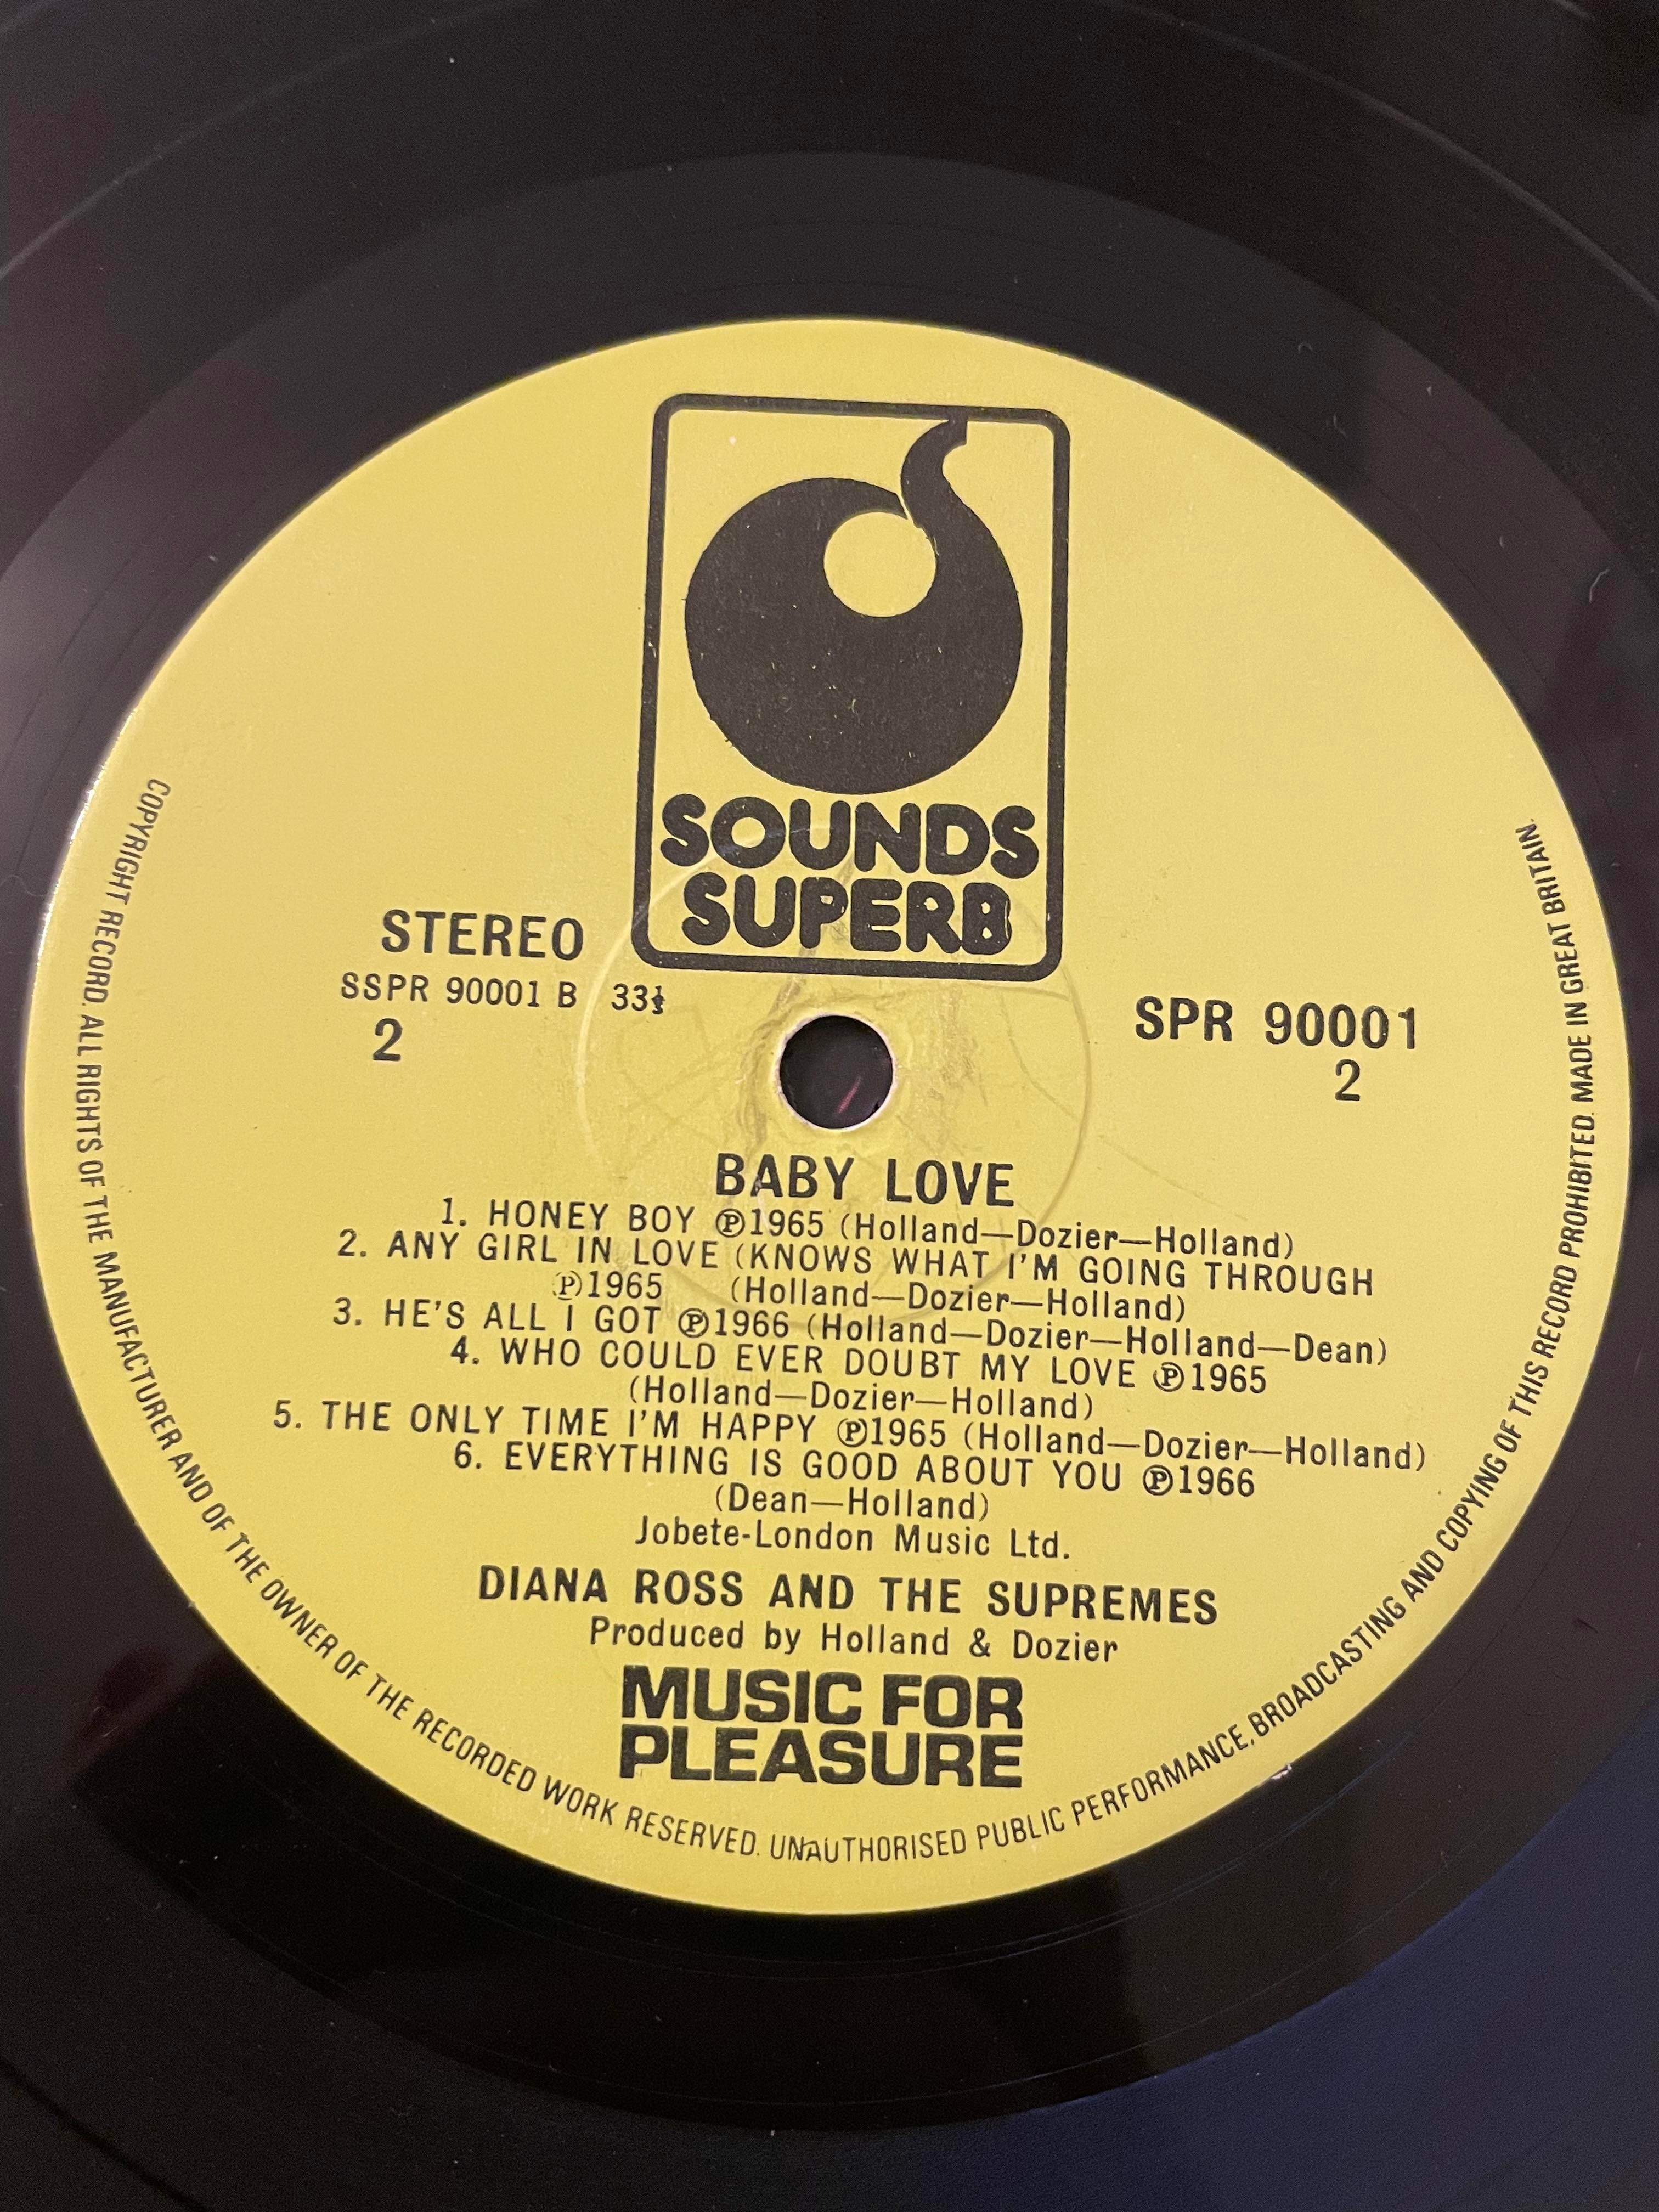 SOUNDS
SUPERB
STEREO
SSPR 90001 B 33⅓
2
SPR 90001
2
BABY LOVE
1. HONEY BOY ℗1965 (Holland—Dozier—Holland)
2. ANY GIRL IN LOVE (KNOWS WHAT I'M GOING THROUGH
℗1965 (Holland—Dozier—Holland)
3. HE'S ALL I GOT ℗1966 (Holland—Dozier—Holland—Dean)
4. WHO COULD EVER DOUBT MY LOVE ℗1965
(Holland—Dozier—Holland)
5. THE ONLY TIME I'M HAPPY ℗1965 (Holland—Dozier—Holland)
6. EVERYTHING IS GOOD ABOUT YOU ℗1966
(Dean—Holland)
Jobete-London Music Ltd.
DIANA ROSS AND THE SUPREMES
Produced by Holland & Dozier
MUSIC FOR
PLEASURE
COPYRIGHT RECORD. ALL RIGHTS OF THE MANUFACTURER AND OF THE OWNER OF THE RECORDED WORK RESERVED. UNAUTHORISED PUBLIC PERFORMANCE, BROADCASTING AND COPYING OF THIS RECORD PROHIBITED. MADE IN GREAT BRITAIN.